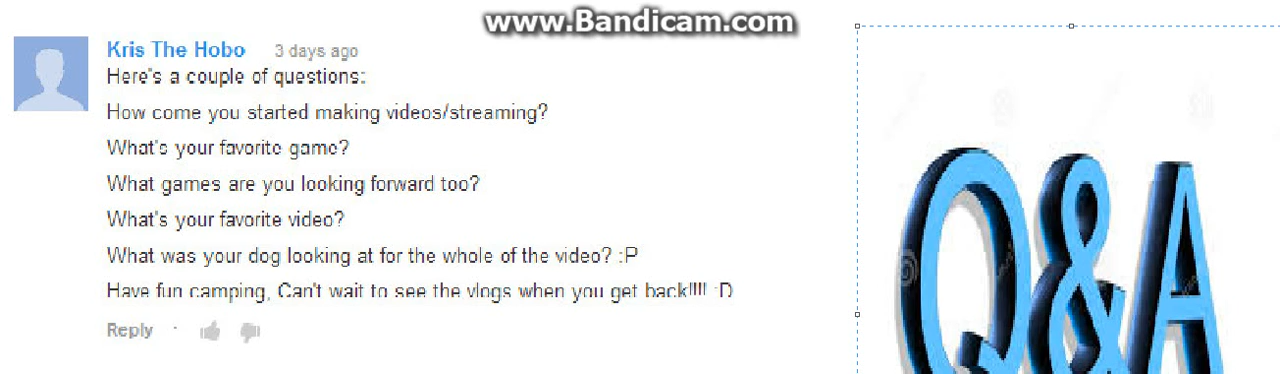 www.Bandicam.com
Kris The Hobo 3 days ago
Here's a couple of questions:
How come you started making videos/streaming?
What's your favorite game?
What games are you looking forward too?
What's your favorite video?
What was your dog looking at for the whole of the video? :P
Have fun camping, Can't wait to see the vlogs when you get back!!!! :D
Reply ·
Q&A